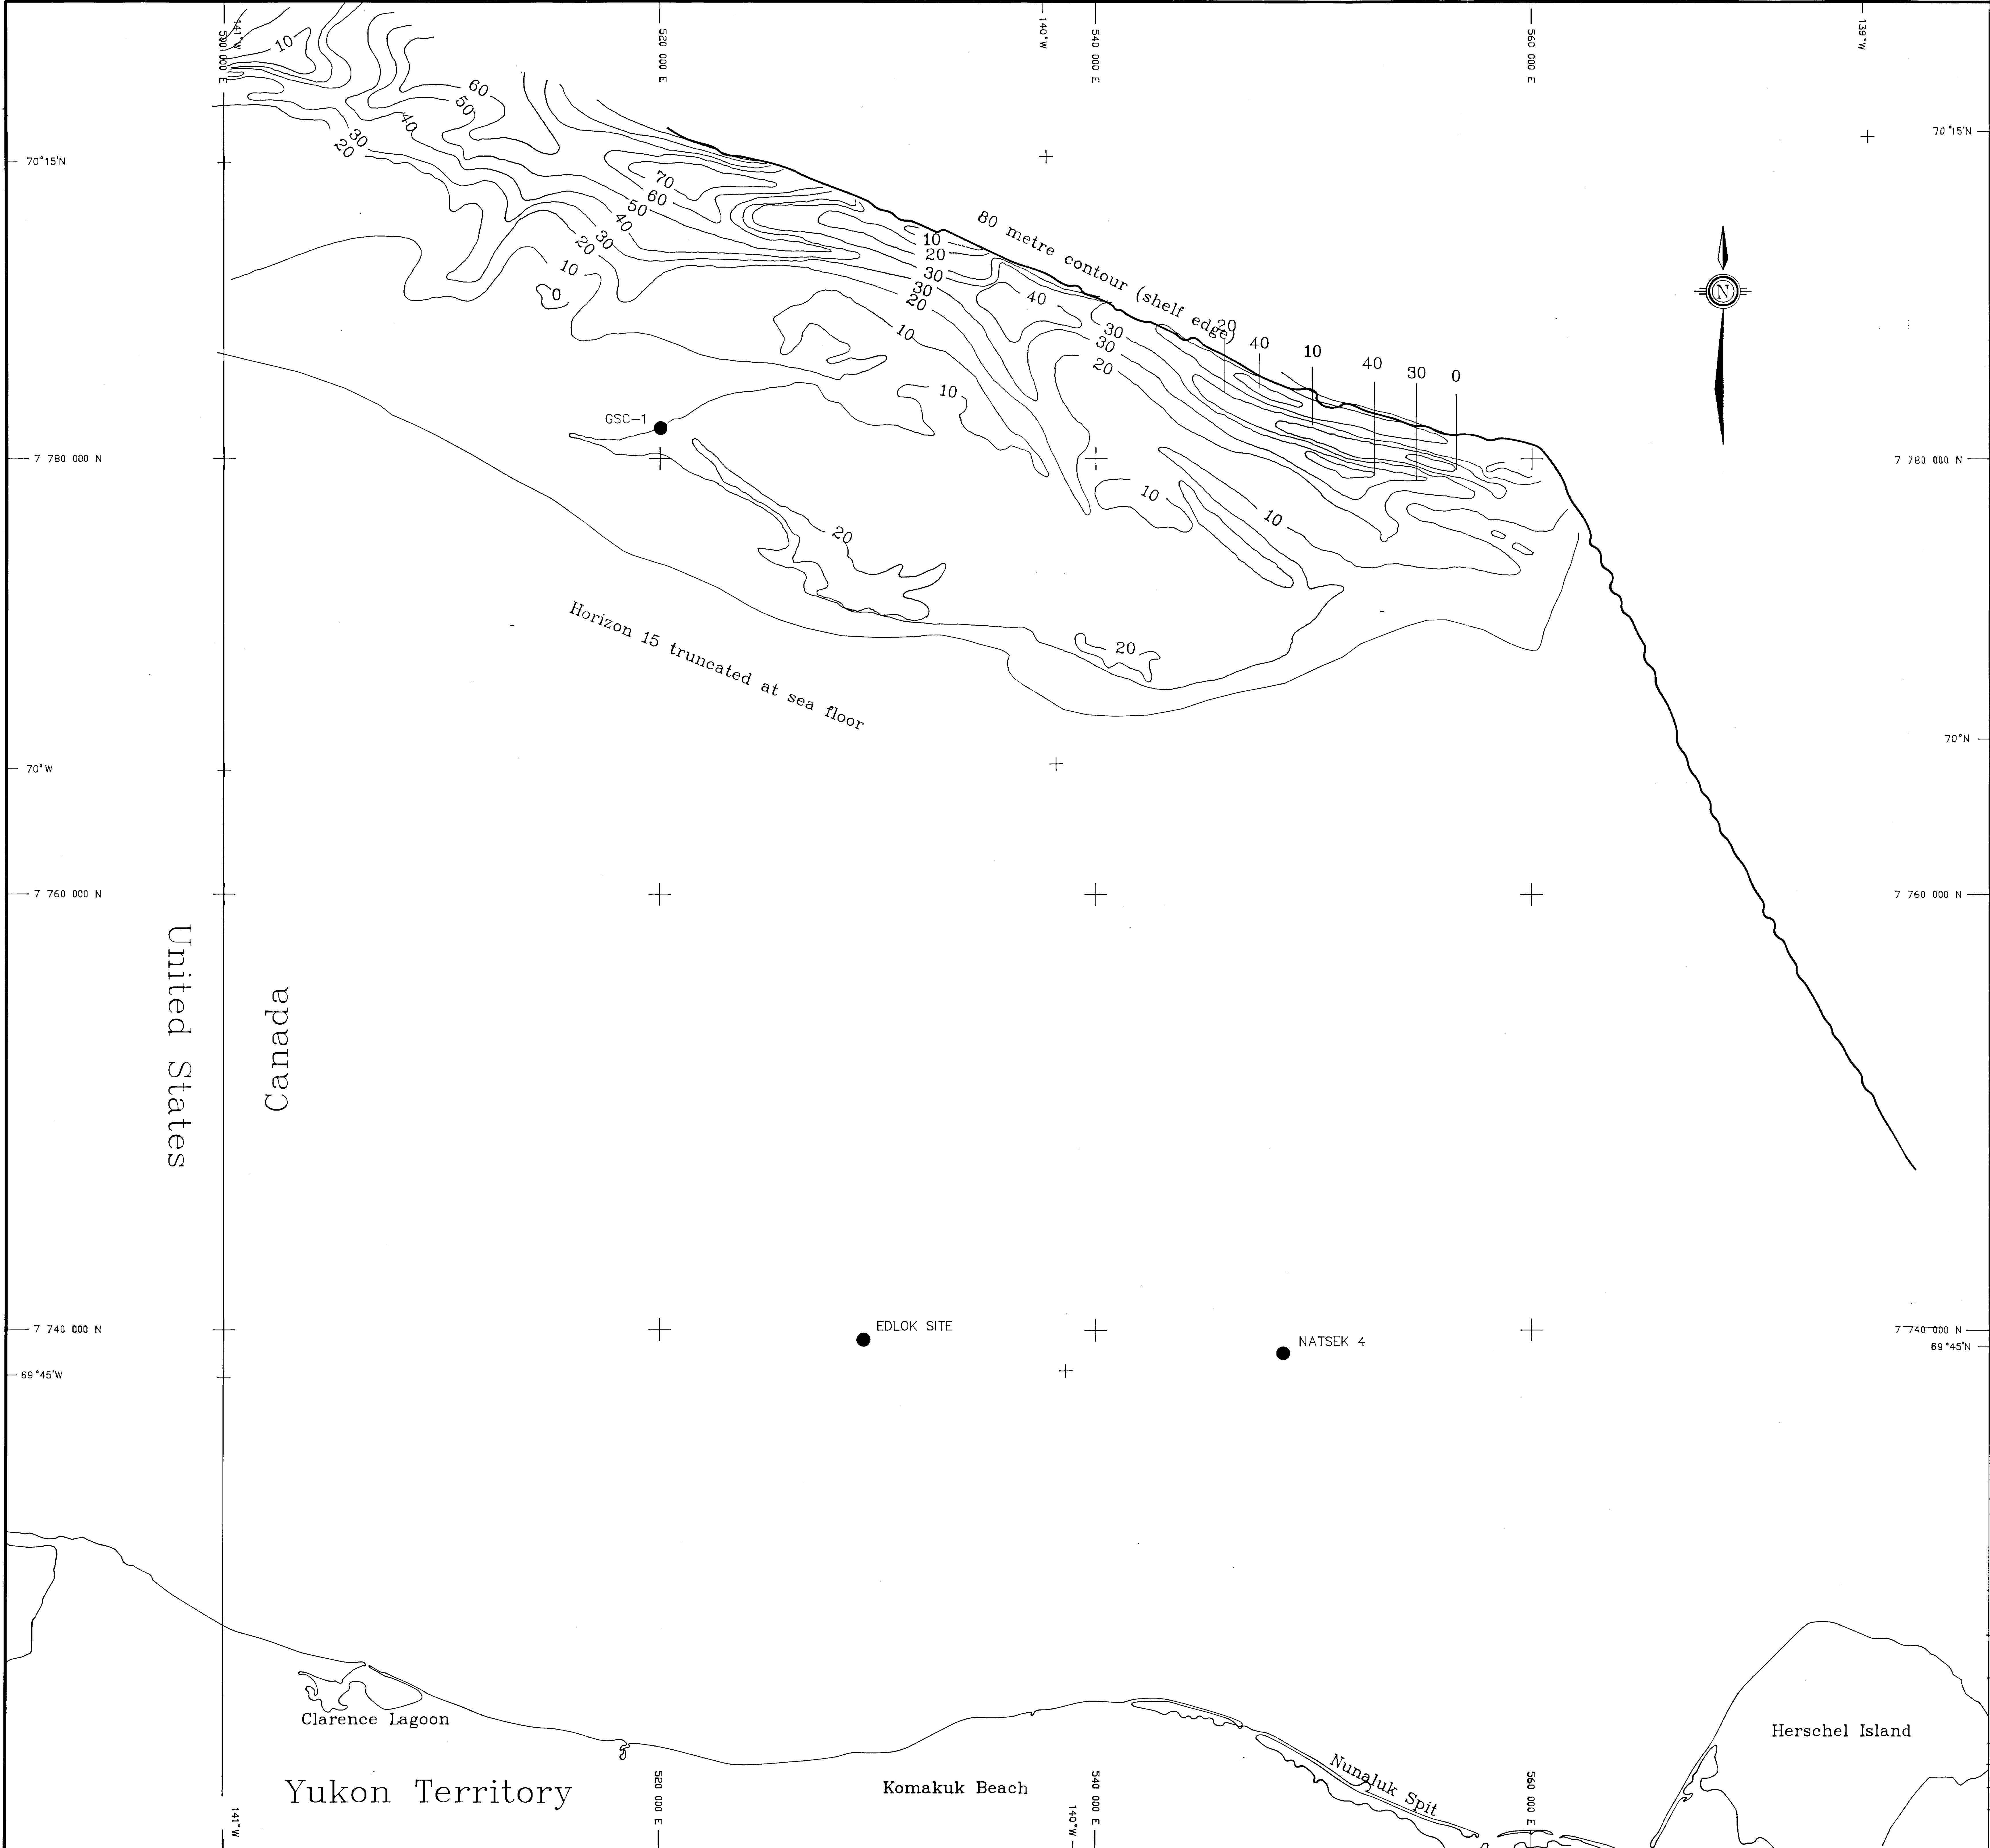 500 000 E
141°W
520 000 E
140°W
540 000 E
560 000 E
139°W
10
60
50
40
30
20
70°15'N
70°15'N
70
60
50
40
30
20
10
0
80 metre contour (shelf edge)
10
20
30
30
20
10
40
30
30
20
20
40
10
40
30
0
N
10
GSC-1
7 780 000 N
7 780 000 N
10
10
20
20
Horizon 15 truncated at sea floor
70°W
70°N
7 760 000 N
7 760 000 N
United States
Canada
7 740 000 N
7 740 000 N
EDLOK SITE
NATSEK 4
69°45'W
69°45'N
Clarence Lagoon
Herschel Island
Yukon Territory
Komakuk Beach
Nunaluk Spit
141°W
520 000 E
140°W
540 000 E
560 000 E